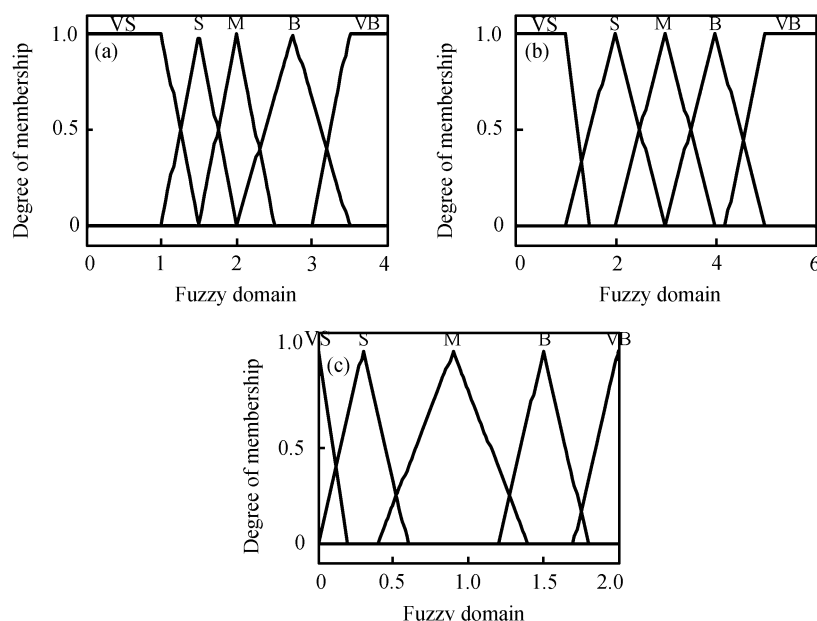 VS S M B VB
1.0
(a)
Degree of membership
0.5
0
0 1 2 3 4
Fuzzy domain
VS S M B VB
1.0
(b)
Degree of membership
0.5
0
0 2 4 6
Fuzzy domain
VS S M B VB
1.0
(c)
Degree of membership
0.5
0
0 0.5 1.0 1.5 2.0
Fuzzy domain